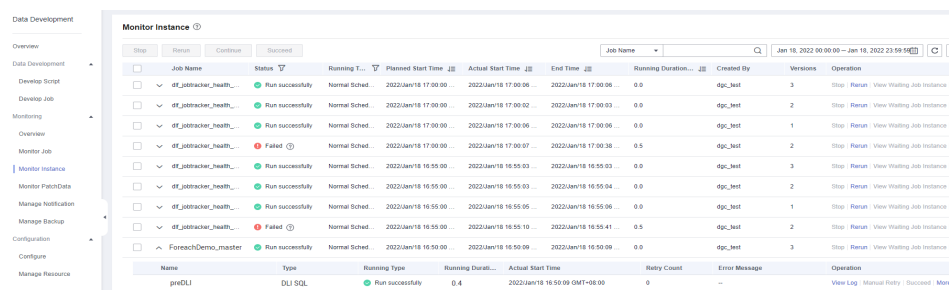 Data Development
Overview
Data Development
Develop Script
Develop Job
Monitoring
Overview
Monitor Job
Monitor Instance
Monitor PatchData
Manage Notification
Manage Backup
Configuration
Configure
Manage Resource
Monitor Instance
Stop Rerun Continue Succeed Job Name Jan 18, 2022 00:00:00 – Jan 18, 2022 23:59:59
Job Name Status Running T... Planned Start Time Actual Start Time End Time Running Duration... Created By Versions Operation
dlf_jobtracker_health_... Run successfully Normal Sched... 2022/Jan/18 17:00:00 ... 2022/Jan/18 17:00:06 ... 2022/Jan/18 17:00:06 ... 0.0 dgc_test 3 Stop Rerun View Waiting Job Instance
dlf_jobtracker_health_... Run successfully Normal Sched... 2022/Jan/18 17:00:00 ... 2022/Jan/18 17:00:02 ... 2022/Jan/18 17:00:03 ... 0.0 dgc_test 2 Stop Rerun View Waiting Job Instance
dlf_jobtracker_health_... Run successfully Normal Sched... 2022/Jan/18 17:00:00 ... 2022/Jan/18 17:00:06 ... 2022/Jan/18 17:00:06 ... 0.0 dgc_test 1 Stop Rerun View Waiting Job Instance
dlf_jobtracker_health_... Failed Normal Sched... 2022/Jan/18 17:00:00 ... 2022/Jan/18 17:00:07 ... 2022/Jan/18 17:00:38 ... 0.5 dgc_test 2 Stop Rerun View Waiting Job Instance
dlf_jobtracker_health_... Run successfully Normal Sched... 2022/Jan/18 16:55:00 ... 2022/Jan/18 16:55:03 ... 2022/Jan/18 16:55:03 ... 0.0 dgc_test 3 Stop Rerun View Waiting Job Instance
dlf_jobtracker_health_... Run successfully Normal Sched... 2022/Jan/18 16:55:00 ... 2022/Jan/18 16:55:03 ... 2022/Jan/18 16:55:04 ... 0.0 dgc_test 2 Stop Rerun View Waiting Job Instance
dlf_jobtracker_health_... Run successfully Normal Sched... 2022/Jan/18 16:55:00 ... 2022/Jan/18 16:55:05 ... 2022/Jan/18 16:55:06 ... 0.0 dgc_test 1 Stop Rerun View Waiting Job Instance
dlf_jobtracker_health_... Failed Normal Sched... 2022/Jan/18 16:55:00 ... 2022/Jan/18 16:55:10 ... 2022/Jan/18 16:55:41 ... 0.5 dgc_test 2 Stop Rerun View Waiting Job Instance
ForeachDemo_master Run successfully Normal Sched... 2022/Jan/18 16:50:00 ... 2022/Jan/18 16:50:09 ... 2022/Jan/18 16:50:09 ... 0.0 dgc_test 3 Stop Rerun View Waiting Job Instance
Name Type Running Type Running Durati... Actual Start Time Retry Count Error Message Operation
preDLI DLI SQL Run successfully 0.4 2022/Jan/18 16:50:09 GMT+08:00 0 -- View Log Manual Retry Succeed Mon